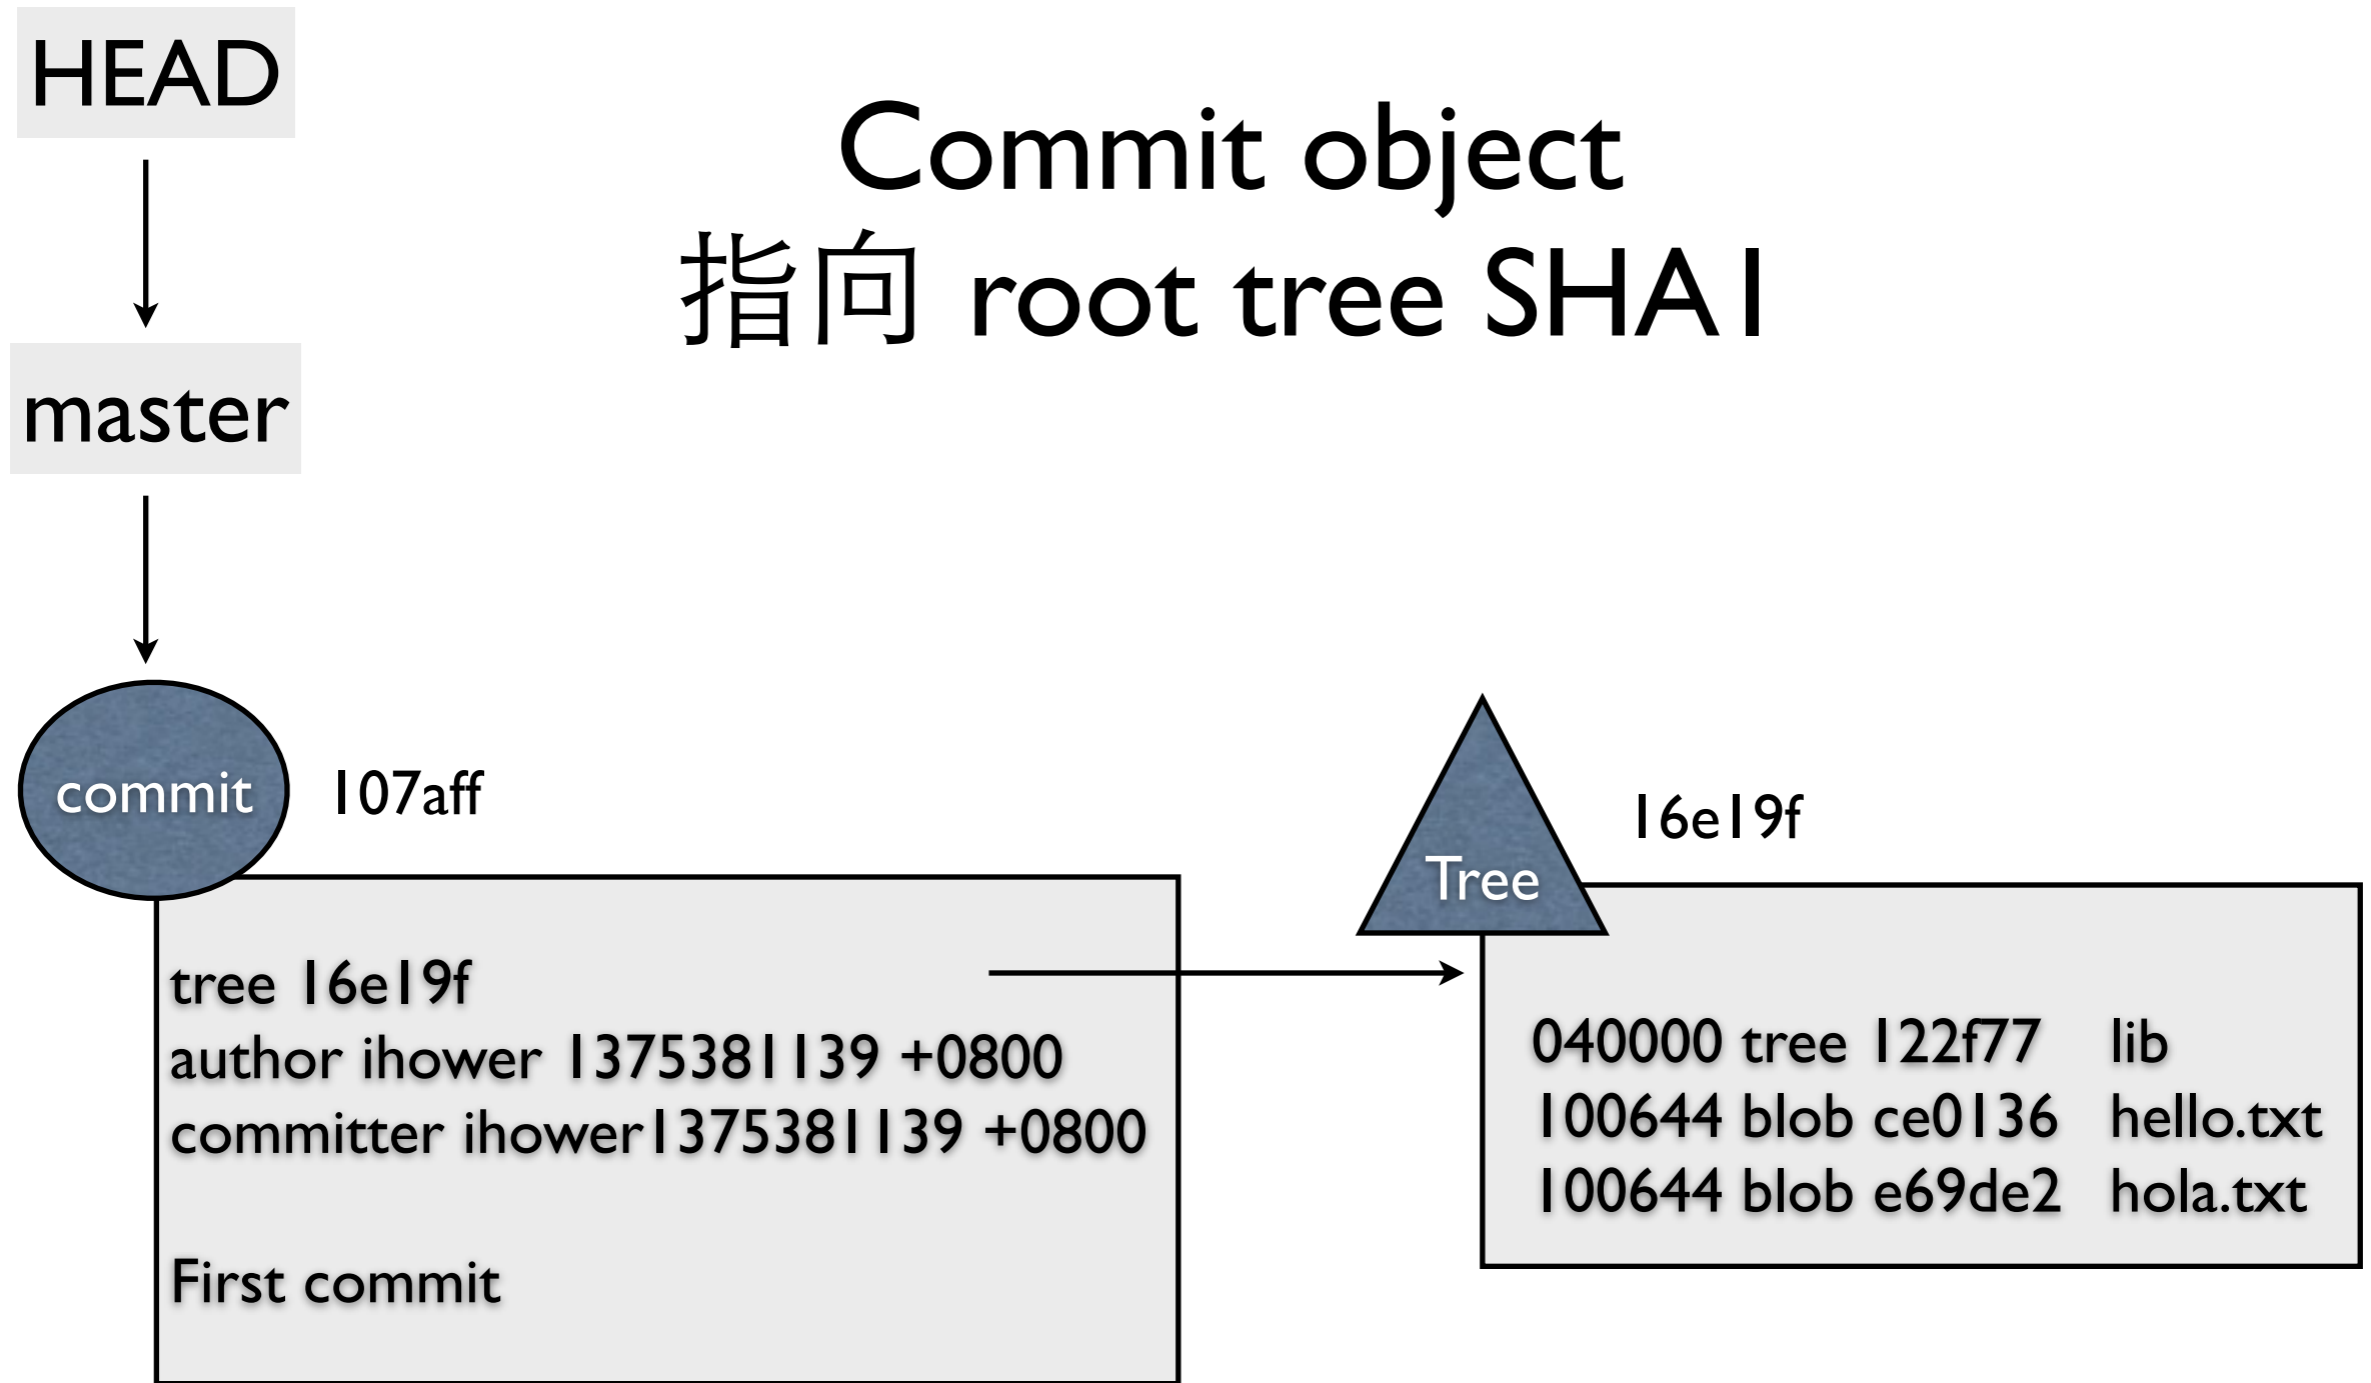 HEAD
Commit object
指向 root tree SHA1
master
commit
107aff
tree 16e19f
author ihower 1375381139 +0800
committer ihower1375381139 +0800
First commit
Tree
16e19f
040000 tree 122f77 lib
100644 blob ce0136 hello.txt
100644 blob e69de2 hola.txt